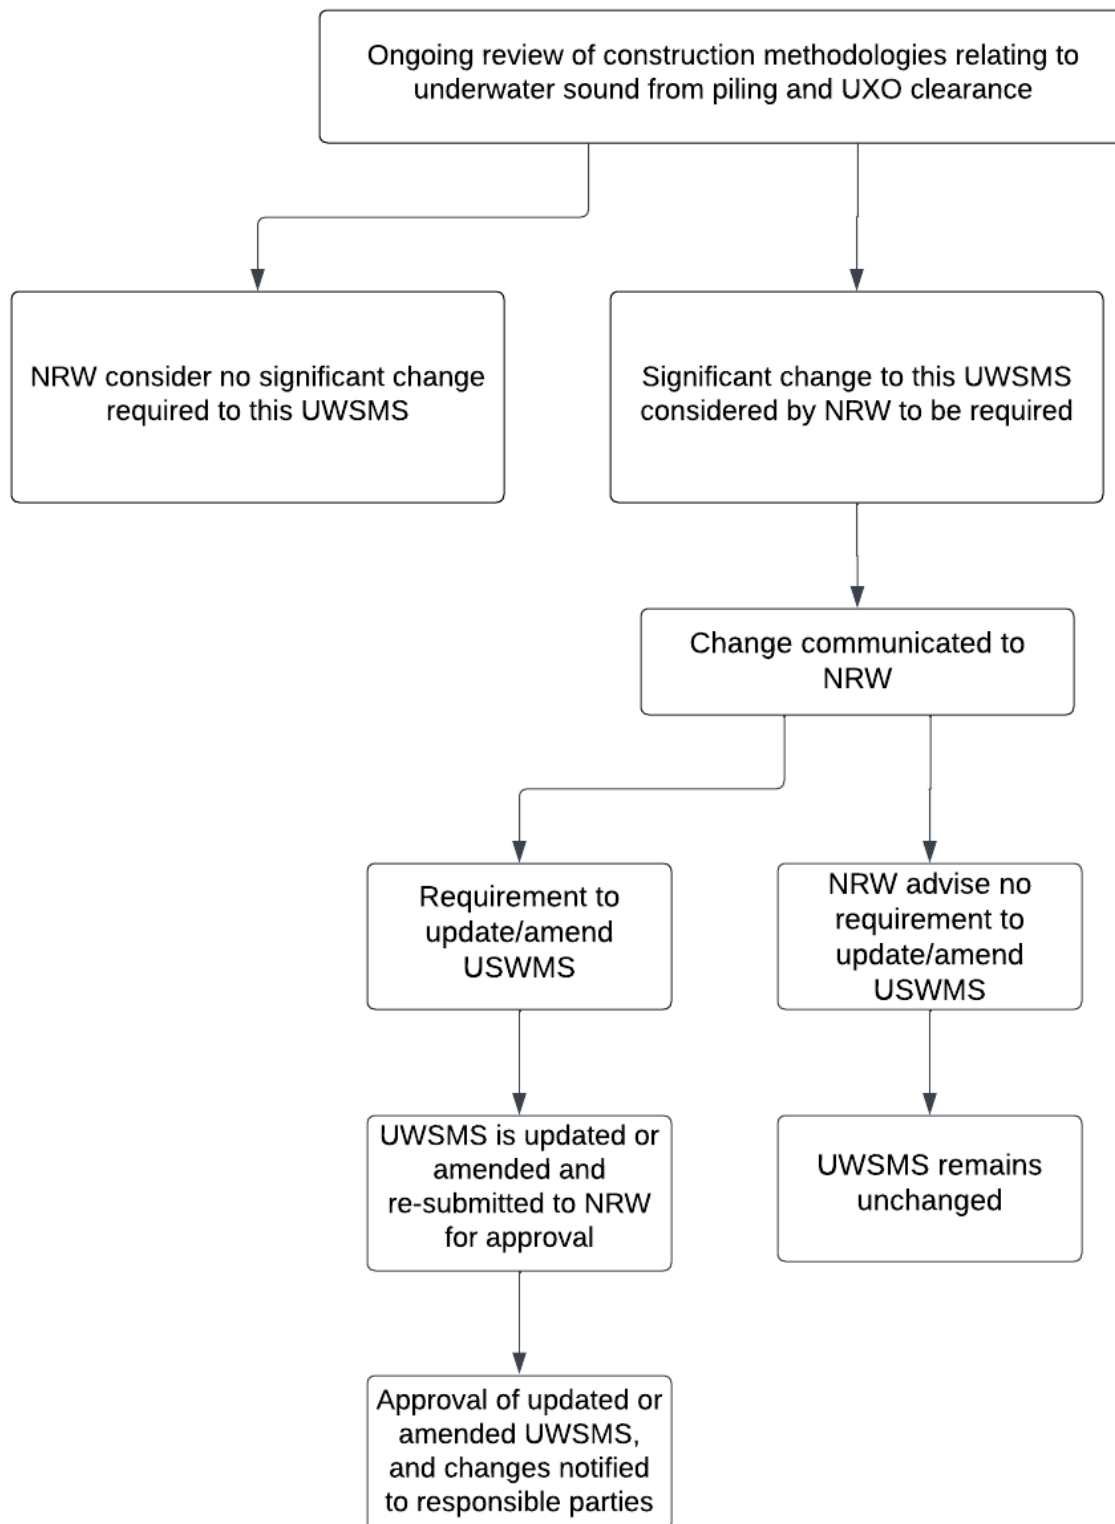 Ongoing review of construction methodologies relating to
underwater sound from piling and UXO clearance
NRW consider no significant change
required to this UWSMS
Significant change to this UWSMS
considered by NRW to be required
Change communicated to
NRW
Requirement to
update/amend
USWMS
NRW advise no
requirement to
update/amend
USWMS
UWSMS is updated or
amended and
re-submitted to NRW
for approval
UWSMS remains
unchanged
Approval of updated or
amended UWSMS,
and changes notified
to responsible parties